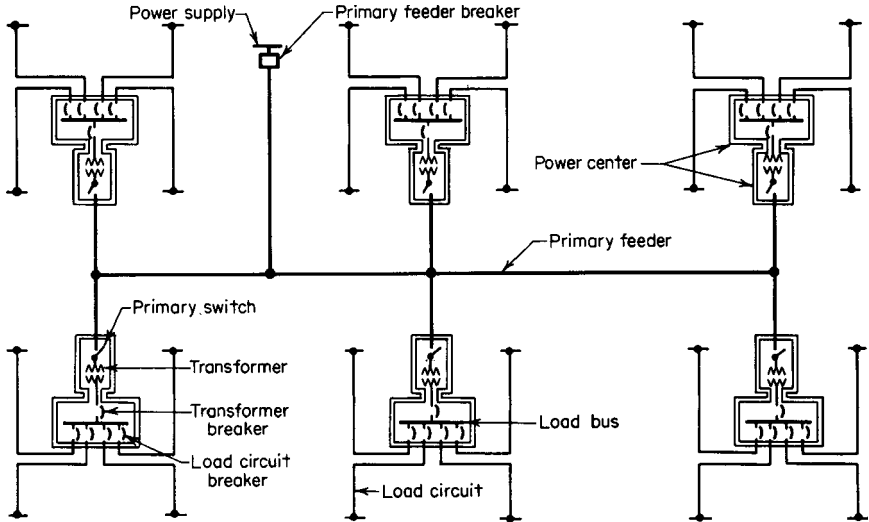 Power supply
Primary feeder breaker
Power center
Primary feeder
Primary switch
Transformer
Transformer
breaker
Load bus
Load circuit
breaker
Load circuit